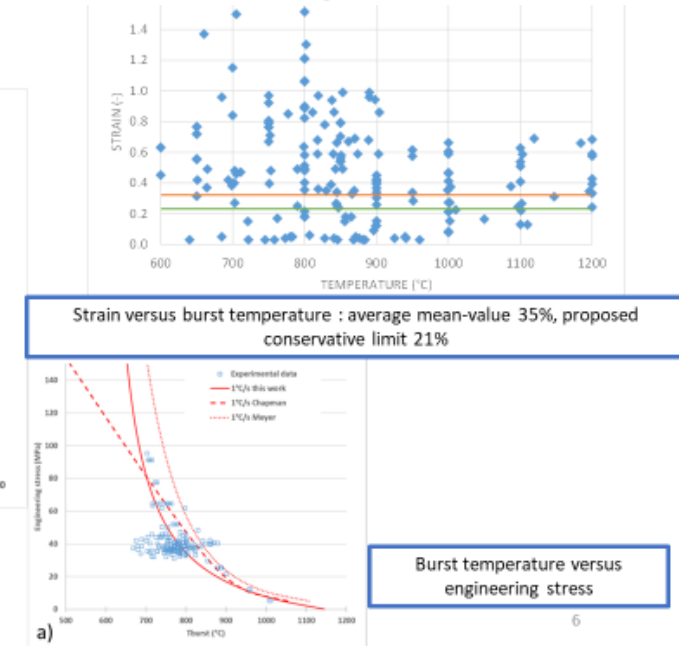 1.4
1.2
1.0
0.8
0.6
0.4
0.2
0.0
STRAIN (-)
600 700 800 900 1000 1100 1200
TEMPERATURE (°C)
Strain versus burst temperature : average mean-value 35%, proposed
conservative limit 21%
Experimental data
1°C/s this work
1°C/s Chapman
1°C/s Meyer
140
120
100
80
60
40
20
0
Engineering stress (MPa)
500 600 700 800 900 1000 1100 1200
Tburst (°C)
a)
Burst temperature versus
engineering stress
6